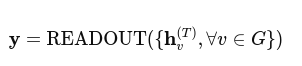 y = READOUT({h_v^{(T)}, ∀v ∈ G})